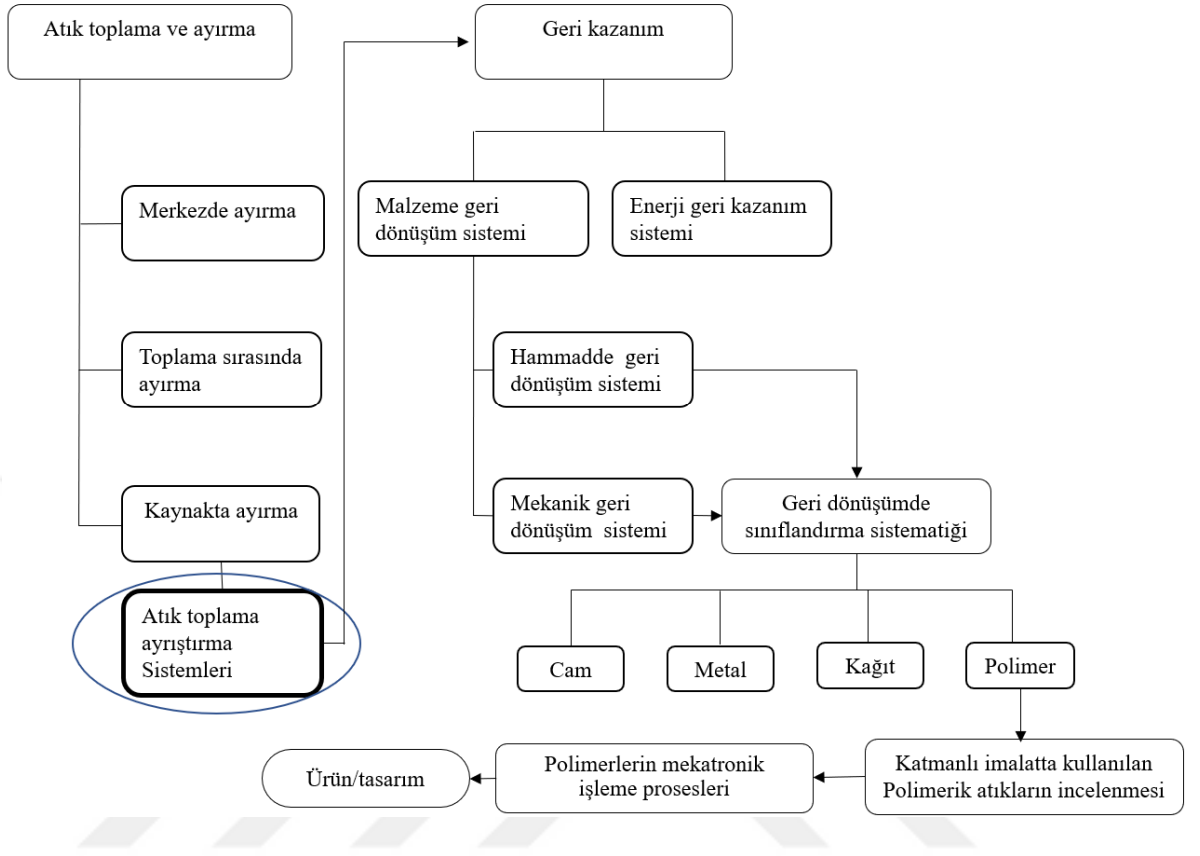 Atık toplama ve ayırma
Geri kazanım
Merkezde ayırma
Malzeme geri
dönüşüm sistemi
Enerji geri kazanım
sistemi
Toplama sırasında
ayırma
Hammadde geri
dönüşüm sistemi
Kaynakta ayırma
Mekanik geri
dönüşüm sistemi
Geri dönüşümde
sınıflandırma sistematiği
Atık toplama
ayrıştırma
Sistemleri
Cam
Metal
Kağıt
Polimer
Ürün/tasarım
Polimerlerin mekatronik
işleme prosesleri
Katmanlı imalatta kullanılan
Polimerik atıkların incelenmesi